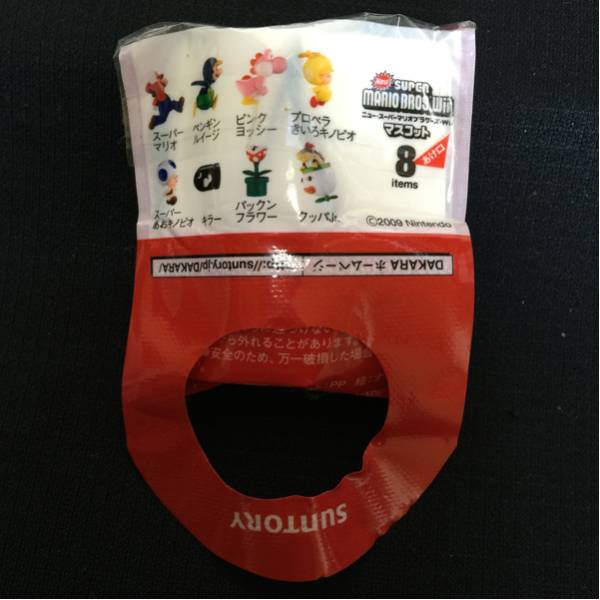 New SUPER
MARIO BROS. Wii
ニュー・スーパーマリオブラザーズ・Wii
マスコット
8
items
あけ口
スーパー
マリオ
ペンギン
ルイージ
ピンク
ヨッシー
プロペラ
きいろキノピオ
スーパー
あおキノピオ
キラー
パックン
フラワー
クッパJr.
©2009 Nintendo
DAKARA ホームページ http://suntory.jp/DAKARA/
ら外れることがあります
安全のため、万一破損した場合
PP
SUNTORY